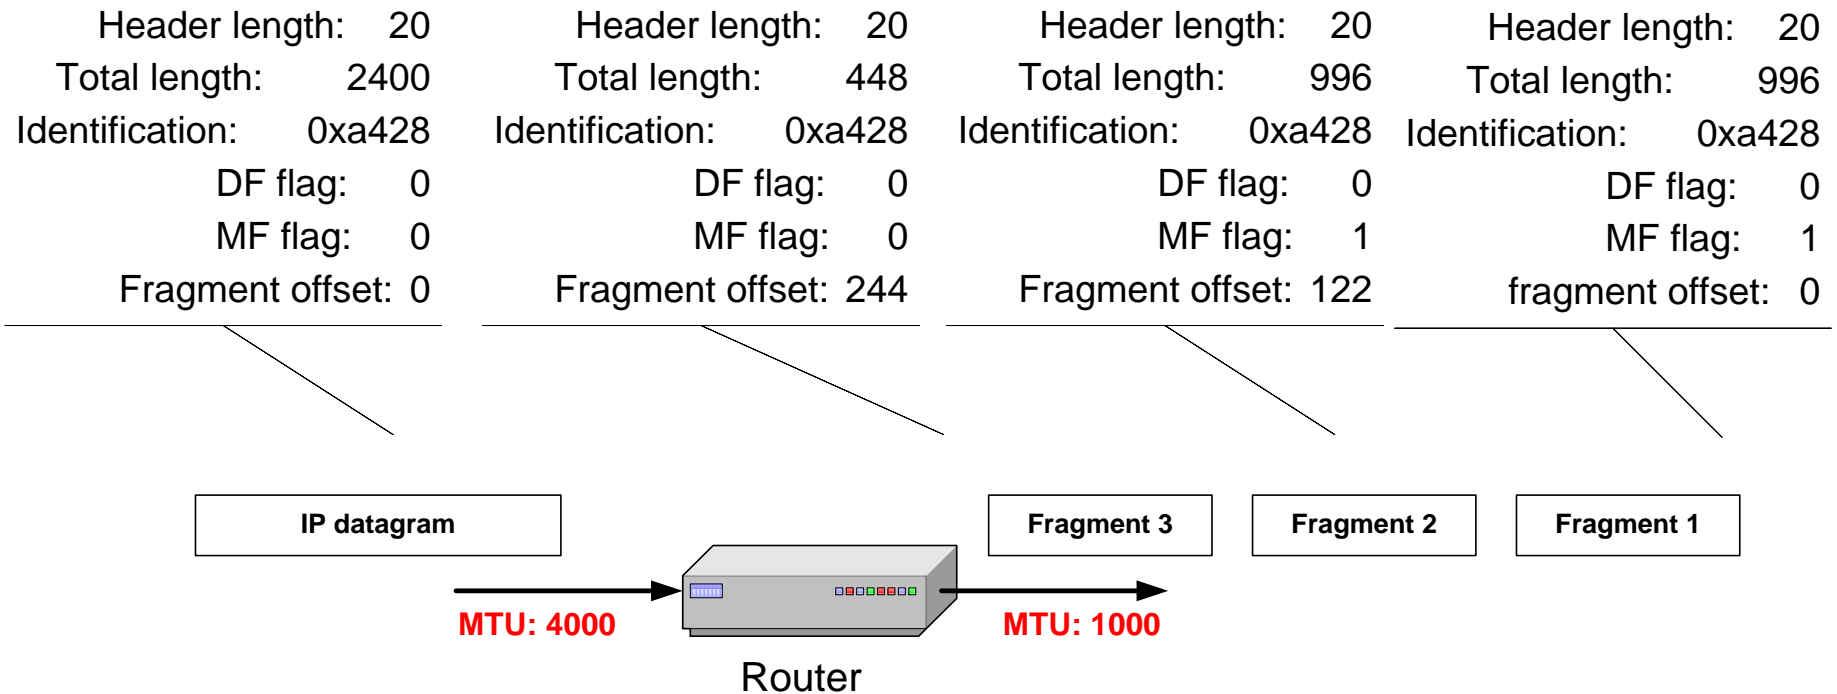 Header length: 20
Total length: 2400
Identification: 0xa428
DF flag: 0
MF flag: 0
Fragment offset: 0
Header length: 20
Total length: 448
Identification: 0xa428
DF flag: 0
MF flag: 0
Fragment offset: 244
Header length: 20
Total length: 996
Identification: 0xa428
DF flag: 0
MF flag: 1
Fragment offset: 122
Header length: 20
Total length: 996
Identification: 0xa428
DF flag: 0
MF flag: 1
fragment offset: 0
IP datagram
Fragment 3
Fragment 2
Fragment 1
MTU: 4000
MTU: 1000
Router